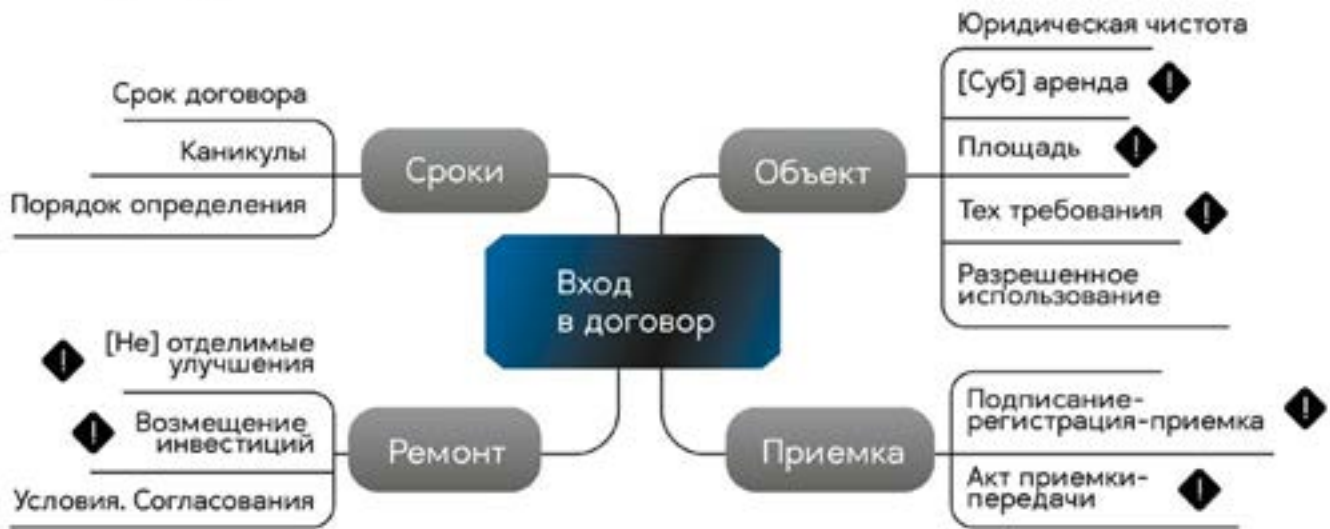 Юридическая чистота
[Суб] аренда
Площадь
Тех требования
Разрешенное
использование
Объект
Срок договора
Каникулы
Порядок определения
Сроки
Вход
в договор
[Не] отделимые
улучшения
Возмещение
инвестиций
Условия. Согласования
Ремонт
Приемка
Подписание-
регистрация-приемка
Акт приемки-
передачи